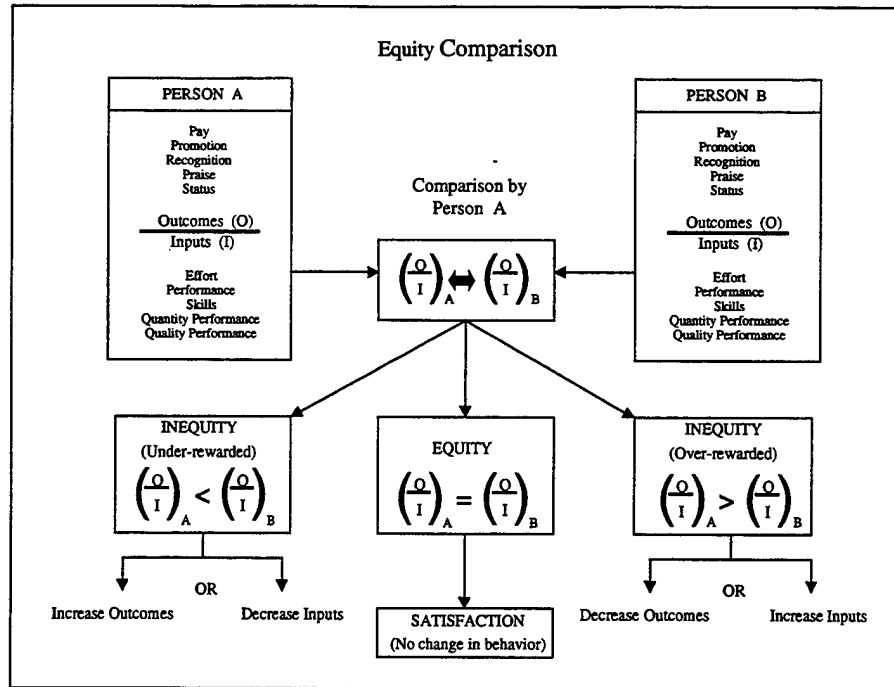 Equity Comparison
PERSON A
Pay
Promotion
Recognition
Praise
Status
Outcomes (O)
Inputs (I)
Effort
Performance
Skills
Quantity Performance
Quality Performance
PERSON B
Pay
Promotion
Recognition
Praise
Status
Outcomes (O)
Inputs (I)
Effort
Performance
Skills
Quantity Performance
Quality Performance
Comparison by
Person A
(O/I)A ⬌ (O/I)B
INEQUITY
(Under-rewarded)
(O/I)A < (O/I)B
OR
Increase Outcomes
Decrease Inputs
EQUITY
(O/I)A = (O/I)B
SATISFACTION
(No change in behavior)
INEQUITY
(Over-rewarded)
(O/I)A > (O/I)B
OR
Decrease Outcomes
Increase Inputs